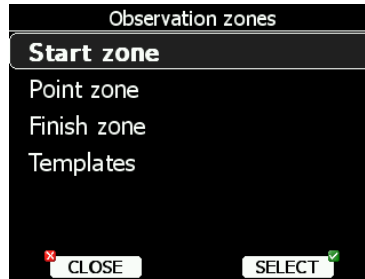 Observation zones
Start zone
Point zone
Finish zone
Templates
CLOSE SELECT